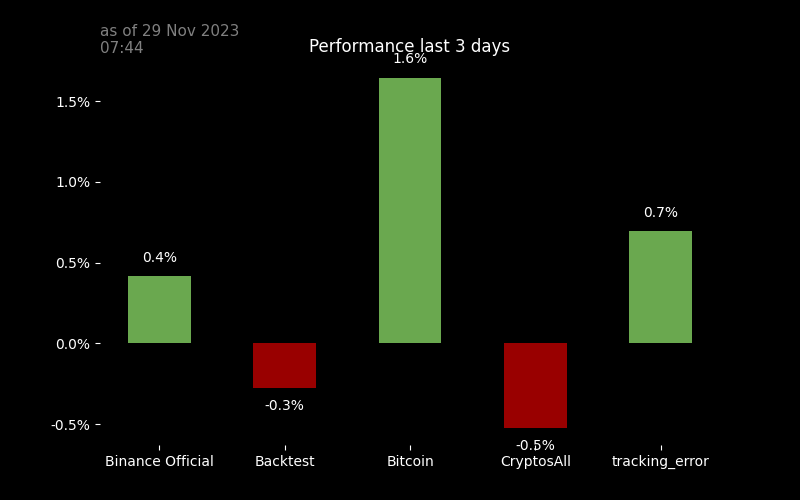 as of 29 Nov 2023
07:44
Performance last 3 days
1.6%
1.5%
1.0%
0.7%
0.4%
0.5%
0.0%
-0.3%
-0.5%
-0.5%
Binance Official
Backtest
Bitcoin
CryptosAll
tracking_error